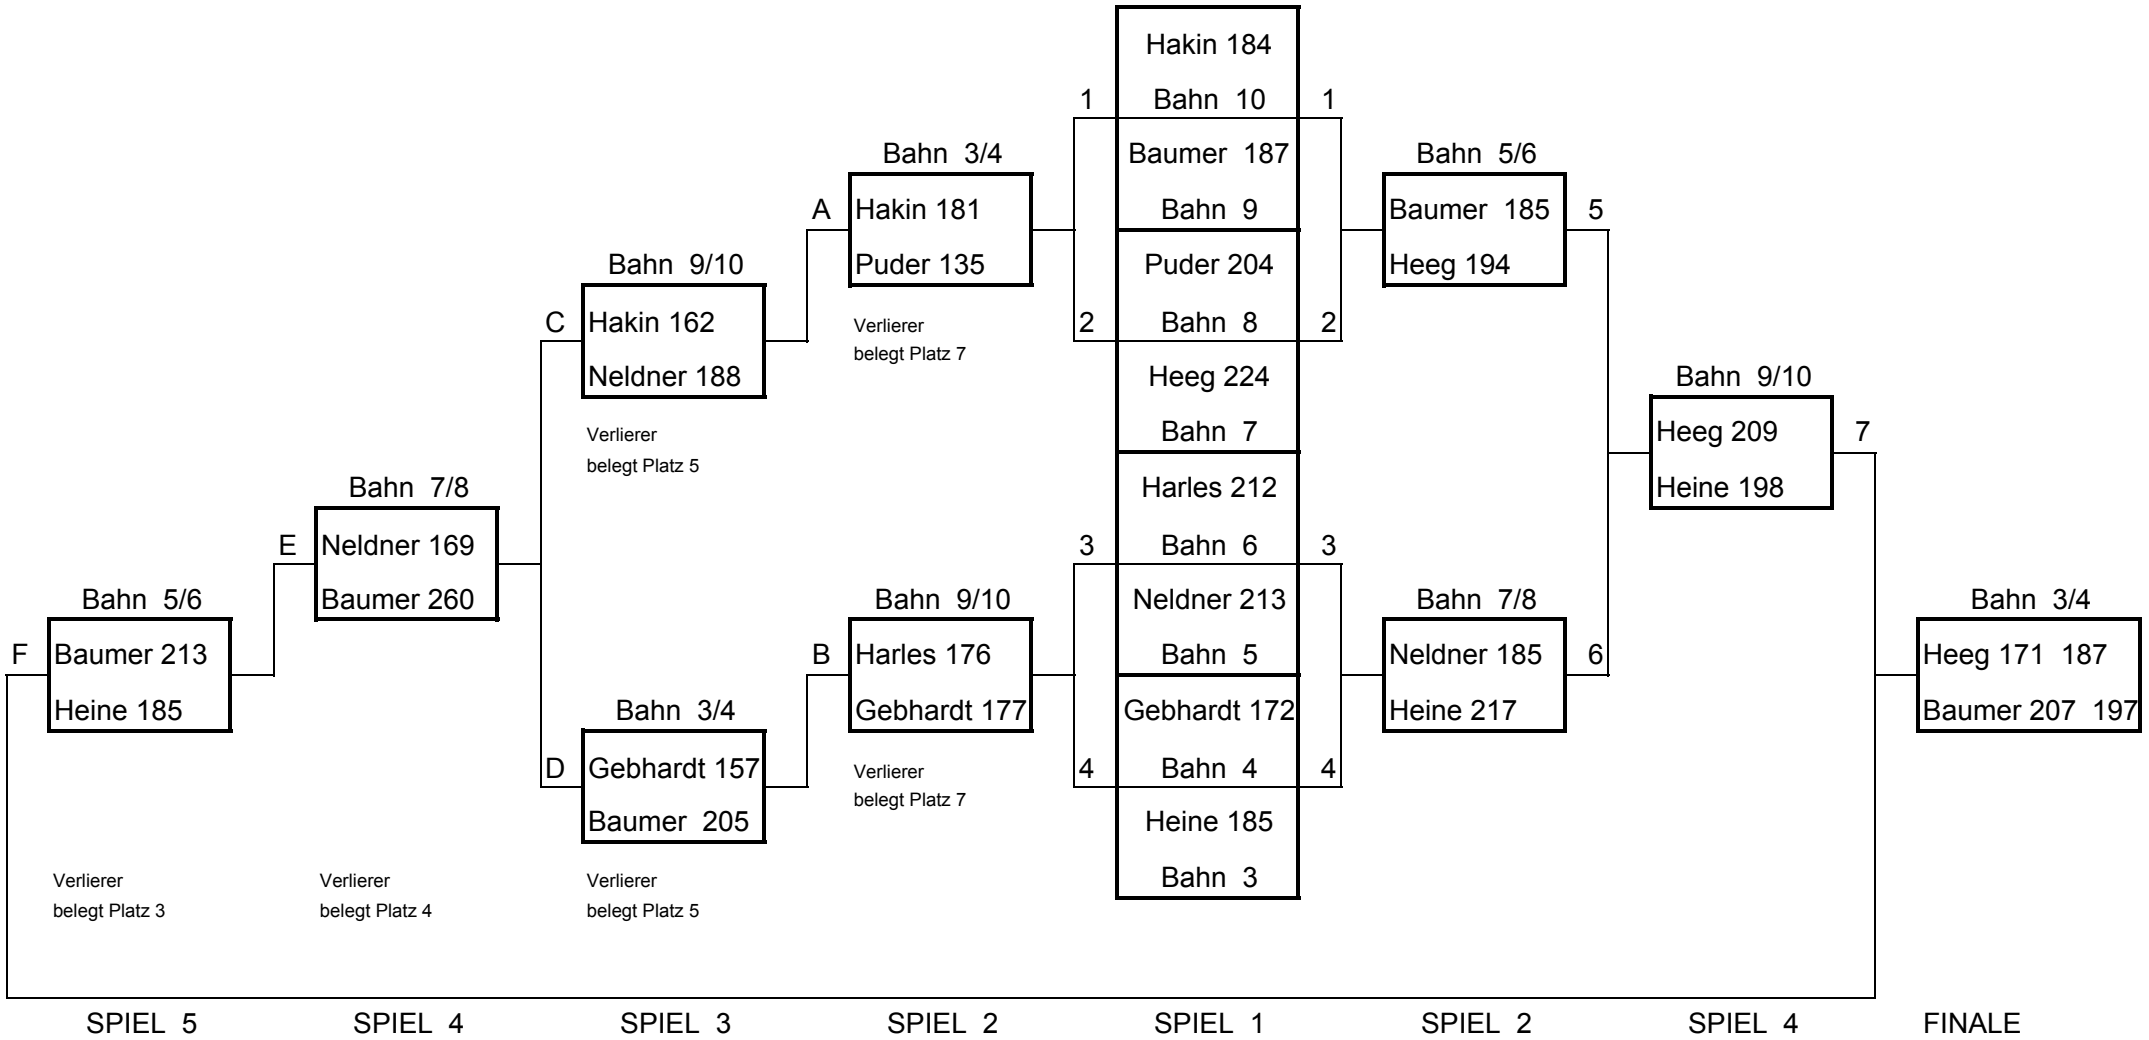 Hakin 184
1 Bahn 10 1
Bahn 3/4 Baumer 187 Bahn 5/6
A Hakin 181 Bahn 9 Baumer 185 5
Bahn 9/10 Puder 135 Puder 204 Heeg 194
C Hakin 162 Verlierer 2 Bahn 8 2
belegt Platz 7
Neldner 188 Heeg 224 Bahn 9/10
Verlierer Bahn 7 Heeg 209 7
belegt Platz 5
Bahn 7/8 Harles 212 Heine 198
E Neldner 169 3 Bahn 6 3
Bahn 5/6 Baumer 260 Bahn 9/10 Neldner 213 Bahn 7/8 Bahn 3/4
F Baumer 213 B Harles 176 Bahn 5 Neldner 185 6 Heeg 171 187
Heine 185 Bahn 3/4 Gebhardt 177 Gebhardt 172 Heine 217 Baumer 207 197
D Gebhardt 157 Verlierer 4 Bahn 4 4
belegt Platz 7
Baumer 205 Heine 185
Verlierer Verlierer Verlierer Bahn 3
belegt Platz 3 belegt Platz 4 belegt Platz 5
SPIEL 5 SPIEL 4 SPIEL 3 SPIEL 2 SPIEL 1 SPIEL 2 SPIEL 4 FINALE